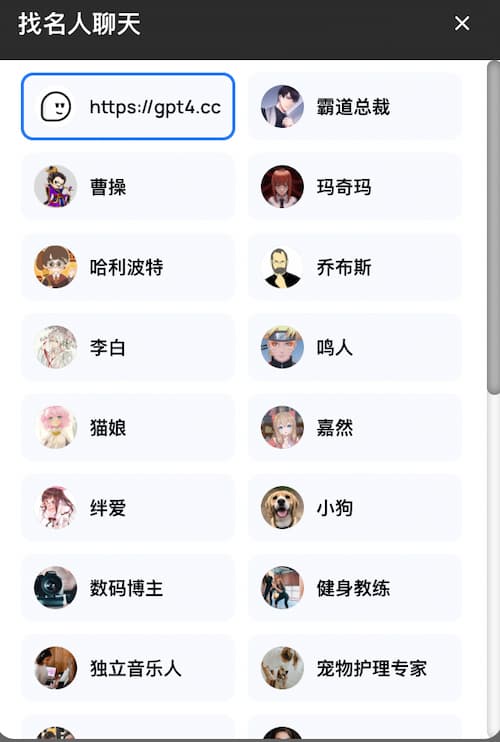 找名人聊天
https://gpt4.cc
霸道总裁
曹操
玛奇玛
哈利波特
乔布斯
李白
鸣人
猫娘
嘉然
绊爱
小狗
数码博主
健身教练
独立音乐人
宠物护理专家